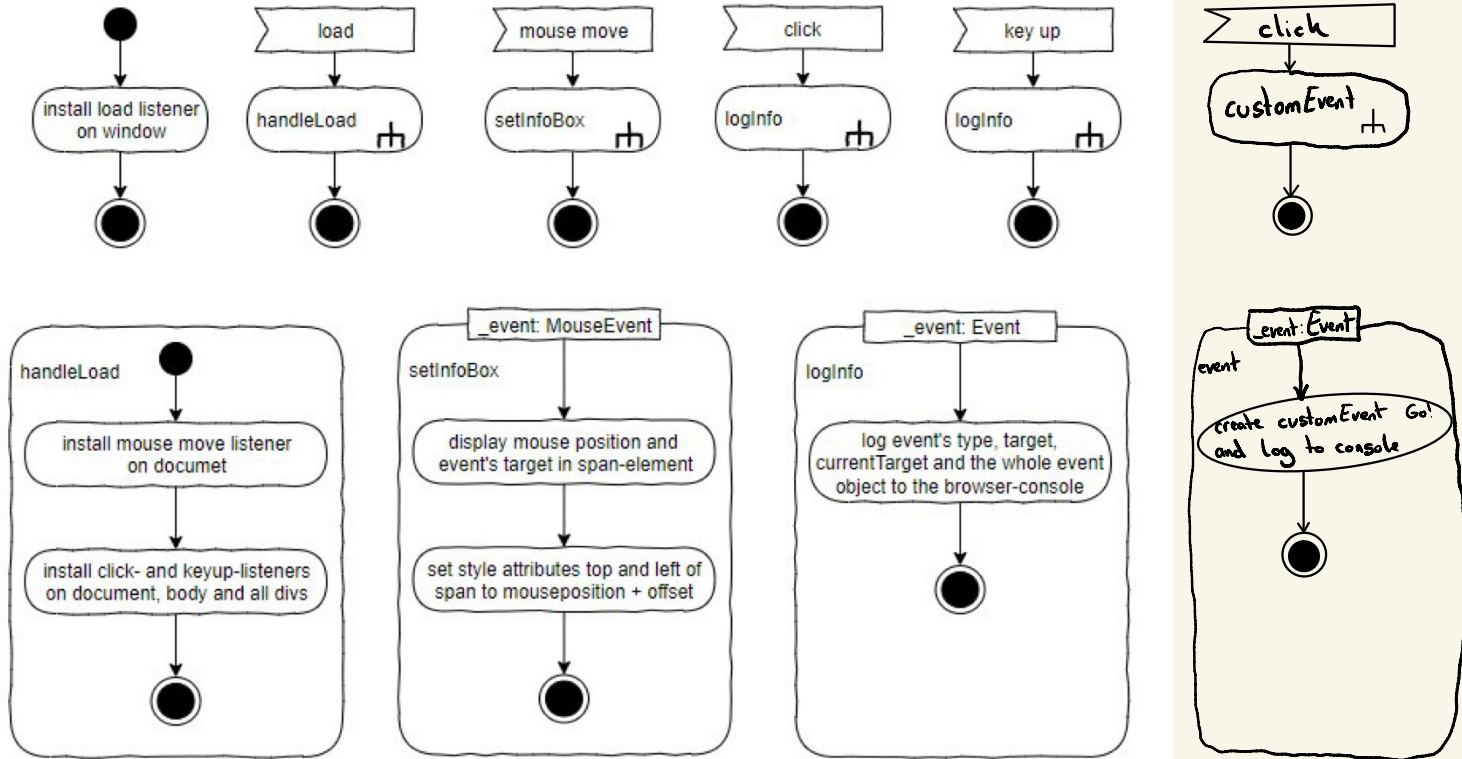 load
mouse move
click
key up
click
install load listener
on window
handleLoad
setInfoBox
logInfo
logInfo
customEvent
handleLoad
install mouse move listener
on documet
install click- and keyup-listeners
on document, body and all divs
_event: MouseEvent
setInfoBox
display mouse position and
event's target in span-element
set style attributes top and left of
span to mouseposition + offset
_event: Event
logInfo
log event's type, target,
currentTarget and the whole event
object to the browser-console
_event: Event
event
create customEvent Go!
and log to console